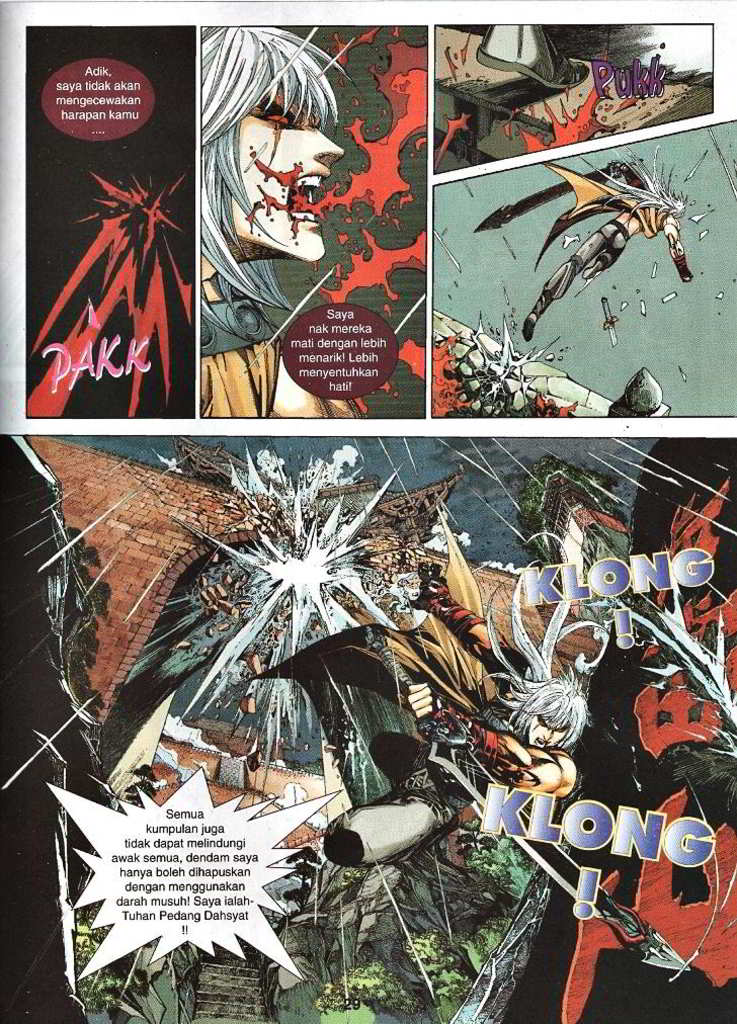 Adik,
saya tidak akan
mengecewakan
harapan kamu
....
PAKK
Saya
nak mereka
mati dengan lebih
menarik! Lebih
menyentuhkan
hati!
Pukk
KLONG
!
KLONG
!
Semua
kumpulan juga
tidak dapat melindungi
awak semua, dendam saya
hanya boleh dihapuskan
dengan menggunakan
darah musuh! Saya ialah-
Tuhan Pedang Dahsyat
!!
29